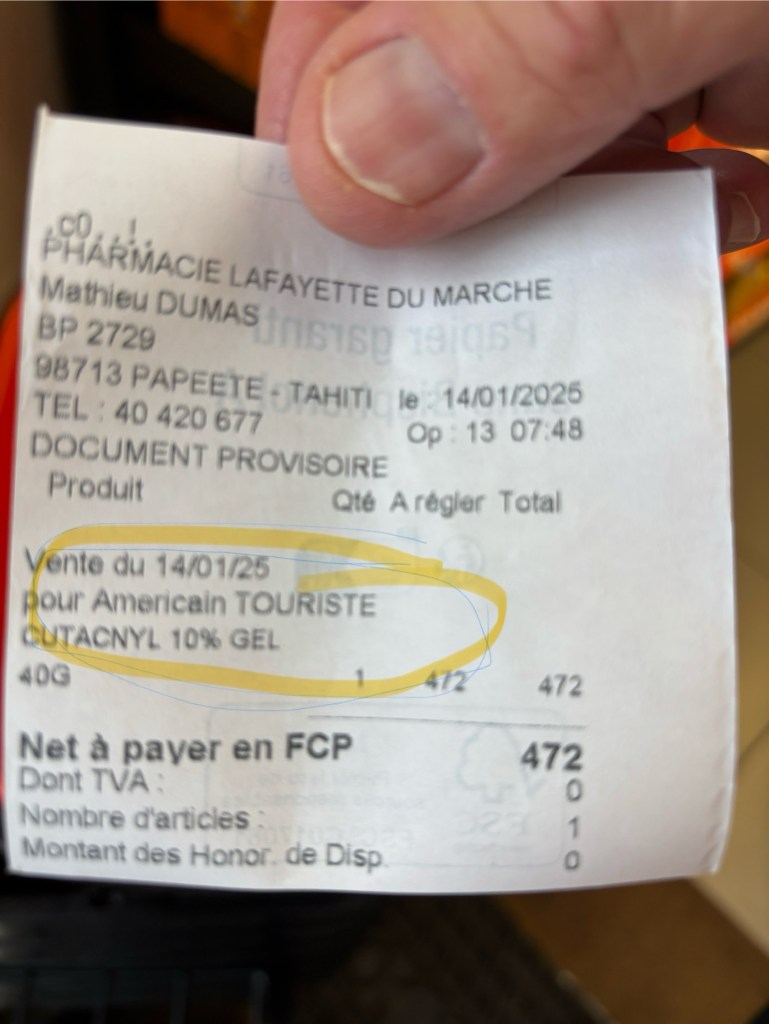 PHARMACIE LAFAYETTE DU MARCHE
Mathieu DUMAS
BP 2729
98713 PAPEETE - TAHITI le : 14/01/2025
TEL : 40 420 677 Op : 13 07:48
DOCUMENT PROVISOIRE
Produit Qté A régler Total
Vente du 14/01/25
pour Americain TOURISTE
CUTACNYL 10% GEL
40G 1 472 472
Net à payer en FCP 472
Dont TVA : 0
Nombre d'articles : 1
Montant des Honor. de Disp. 0